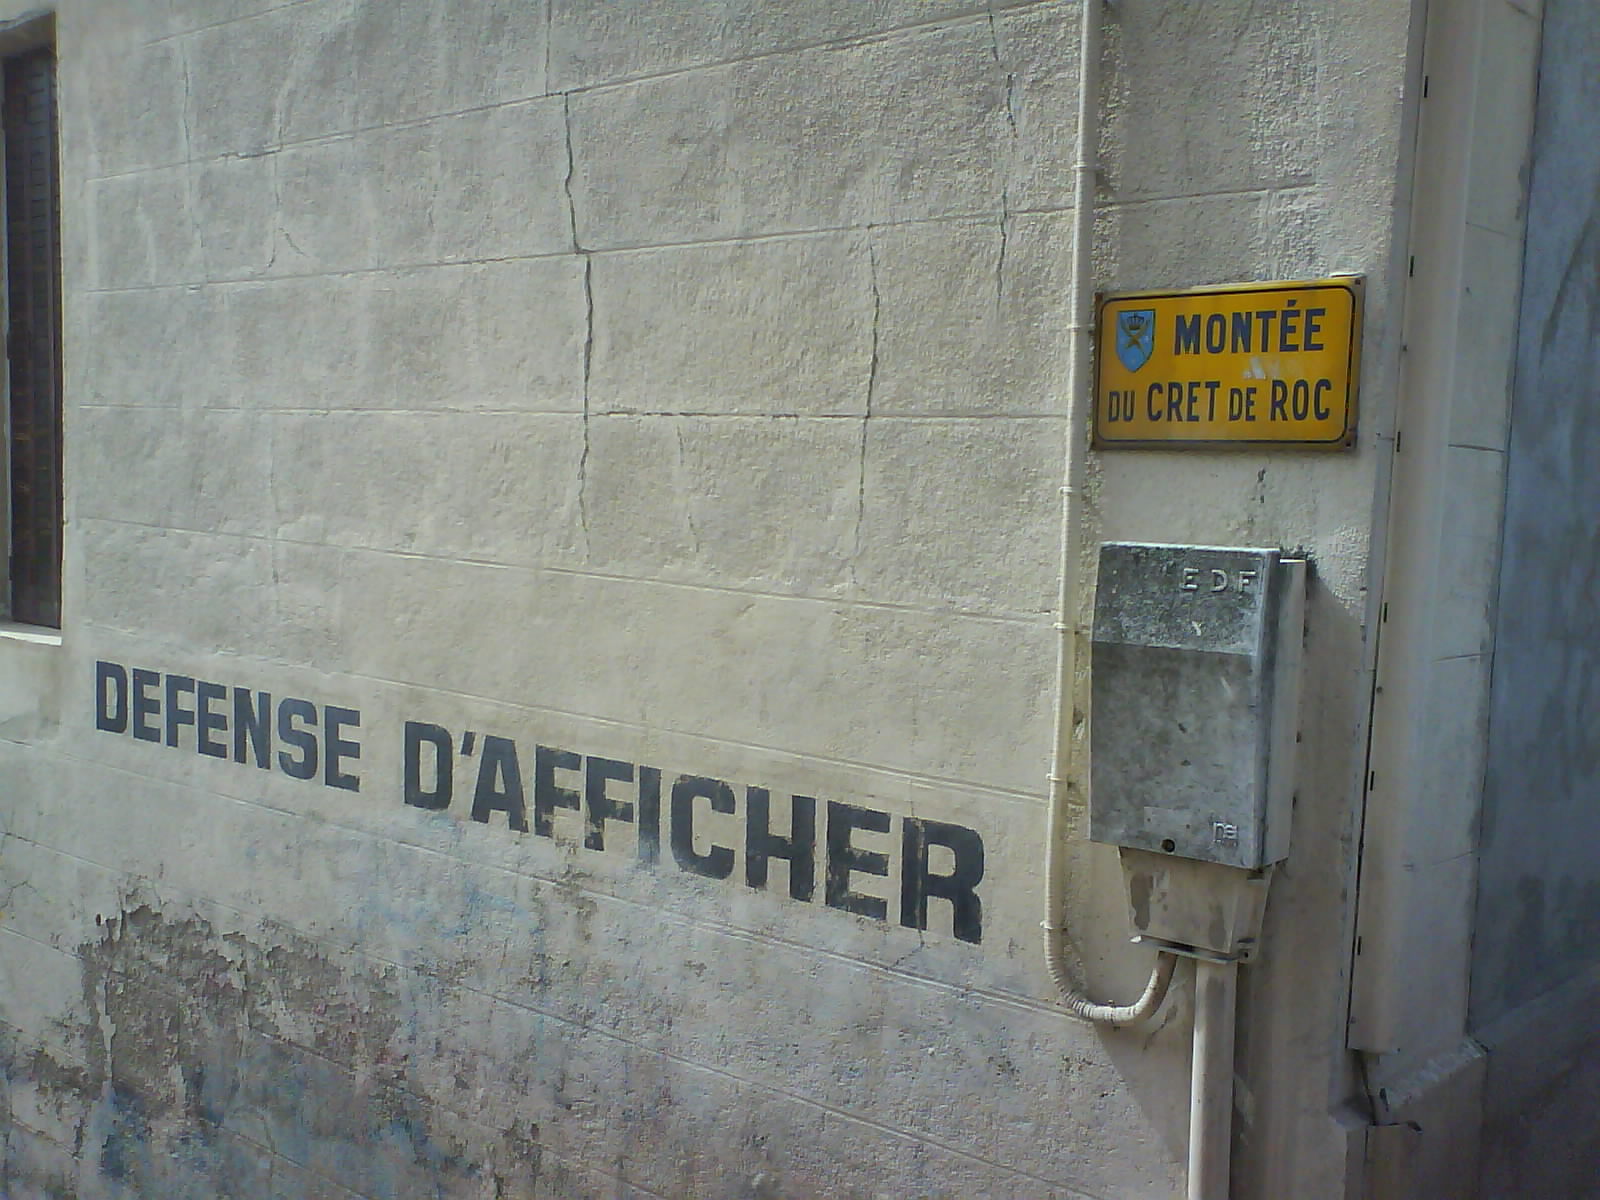 MONTÉE
DU CRET DE ROC
EDF
DEFENSE D'AFFICHER